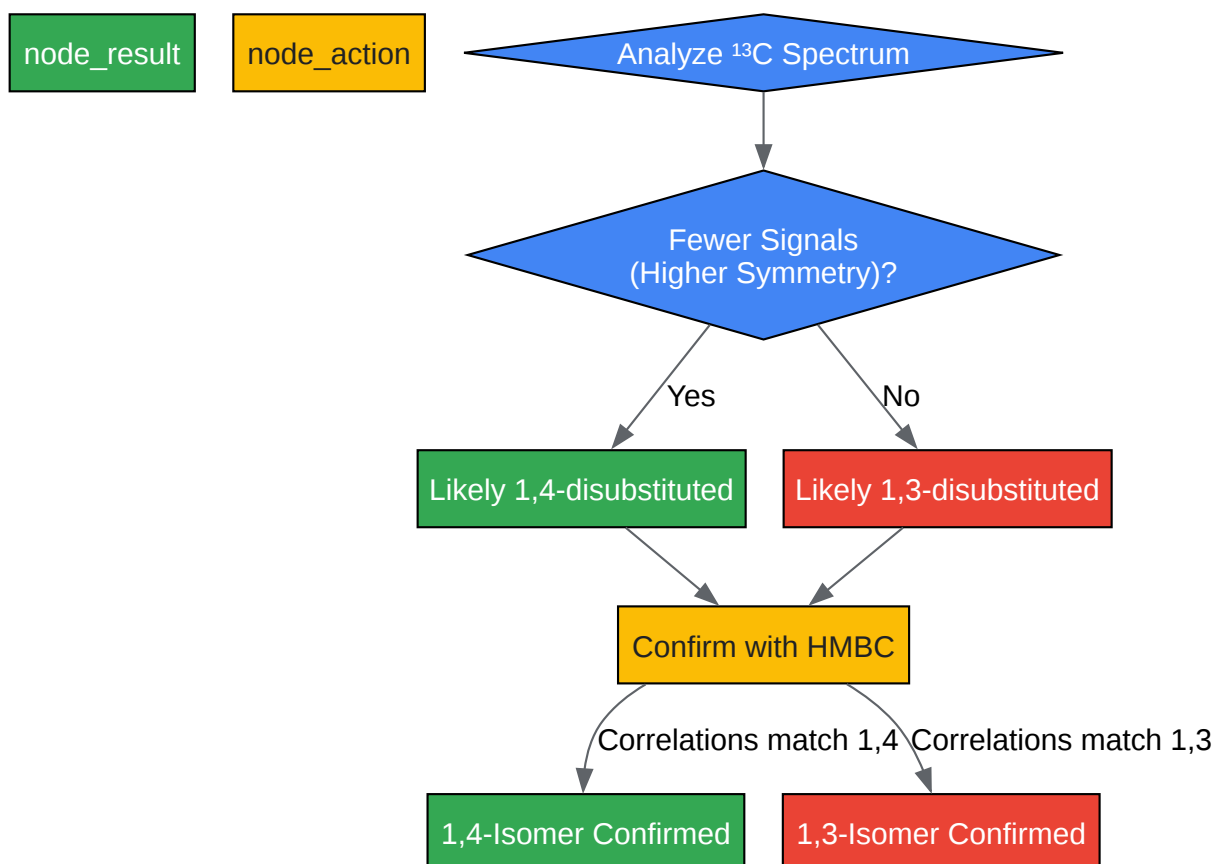 node_result
node_action
Analyze ¹³C Spectrum
Fewer Signals
(Higher Symmetry)?
Yes
No
Likely 1,4-disubstituted
Likely 1,3-disubstituted
Confirm with HMBC
Correlations match 1,4
Correlations match 1,3
1,4-Isomer Confirmed
1,3-Isomer Confirmed